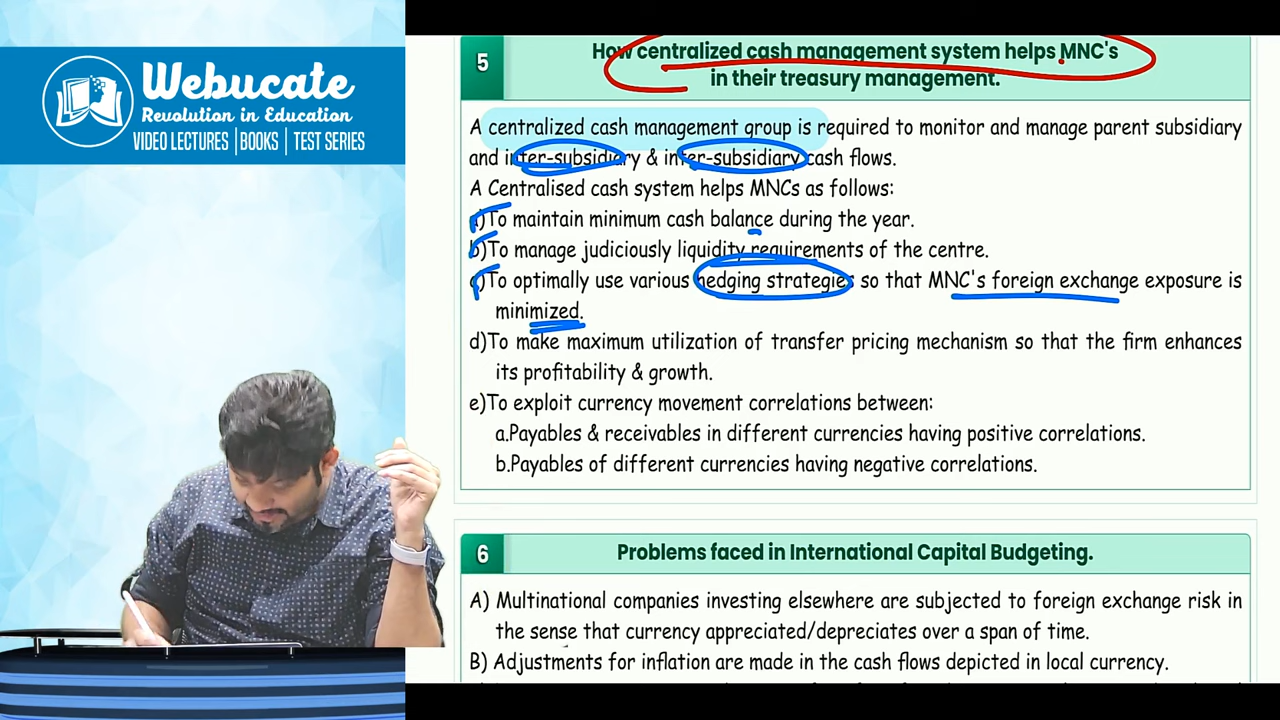 Webucate
Revolution in Education
VIDEO LECTURES | BOOKS | TEST SERIES
5
How centralized cash management system helps MNC's
in their treasury management.
A centralized cash management group is required to monitor and manage parent subsidiary
and inter-subsidiary & inter-subsidiary cash flows.
A Centralised cash system helps MNCs as follows:
a)To maintain minimum cash balance during the year.
b)To manage judiciously liquidity requirements of the centre.
c)To optimally use various hedging strategies so that MNC's foreign exchange exposure is
minimized.
d)To make maximum utilization of transfer pricing mechanism so that the firm enhances
its profitability & growth.
e)To exploit currency movement correlations between:
a.Payables & receivables in different currencies having positive correlations.
b.Payables of different currencies having negative correlations.
6
Problems faced in International Capital Budgeting.
A) Multinational companies investing elsewhere are subjected to foreign exchange risk in
the sense that currency appreciated/depreciates over a span of time.
B) Adjustments for inflation are made in the cash flows depicted in local currency.